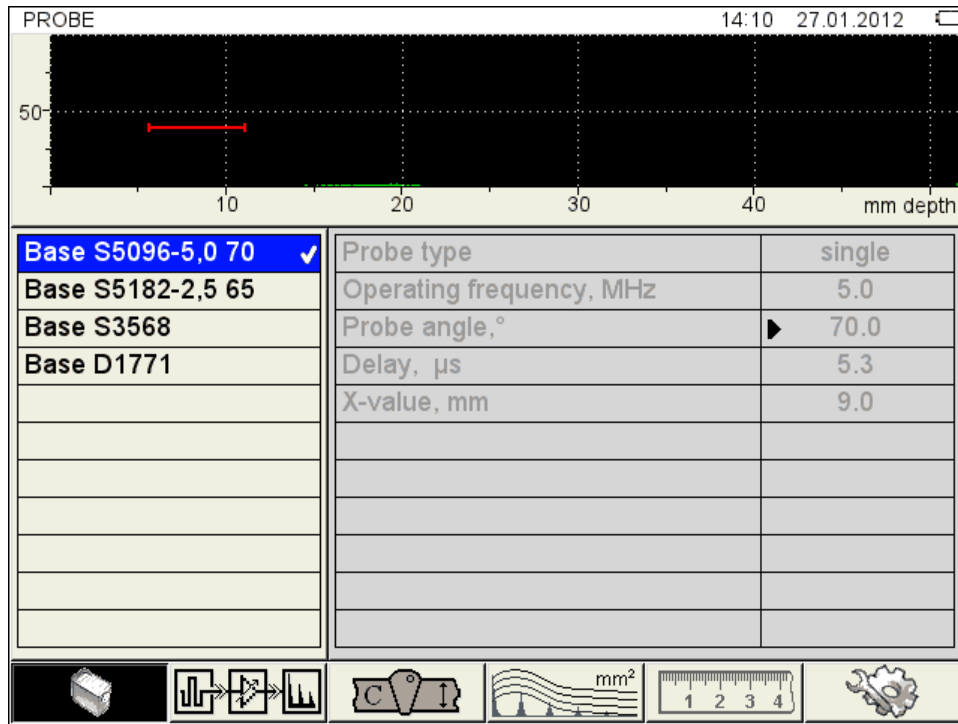 PROBE 14:10 27.01.2012
50
10 20 30 40 mm depth
Base S5096-5,0 70 Probe type single
Base S5182-2,5 65 Operating frequency, MHz 5.0
Base S3568 Probe angle,° 70.0
Base D1771 Delay, µs 5.3
X-value, mm 9.0
C mm² 1 2 3 4